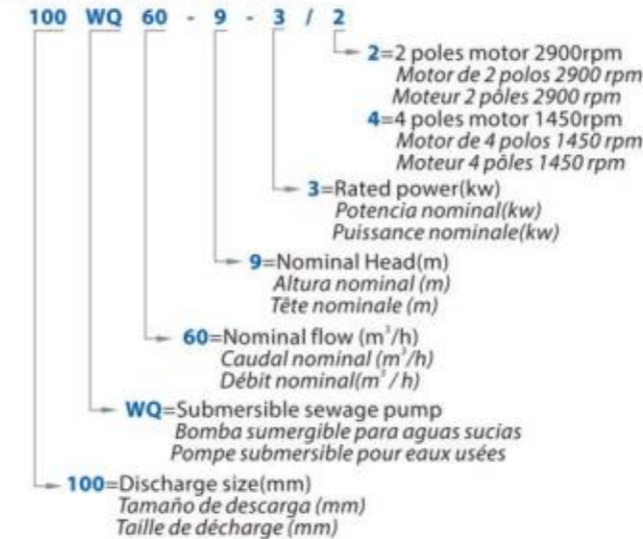 100 WQ 60 - 9 - 3 / 2
2=2 poles motor 2900rpm
Motor de 2 polos 2900 rpm
Moteur 2 pôles 2900 rpm
4=4 poles motor 1450rpm
Motor de 4 polos 1450 rpm
Moteur 4 pôles 1450 rpm
3=Rated power(kw)
Potencia nominal(kw)
Puissance nominale(kw)
9=Nominal Head(m)
Altura nominal (m)
Tête nominale (m)
60=Nominal flow (m³/h)
Caudal nominal (m³/h)
Débit nominal(m³ / h)
WQ=Submersible sewage pump
Bomba sumergible para aguas sucias
Pompe submersible pour eaux usées
100=Discharge size(mm)
Tamaño de descarga (mm)
Taille de décharge (mm)